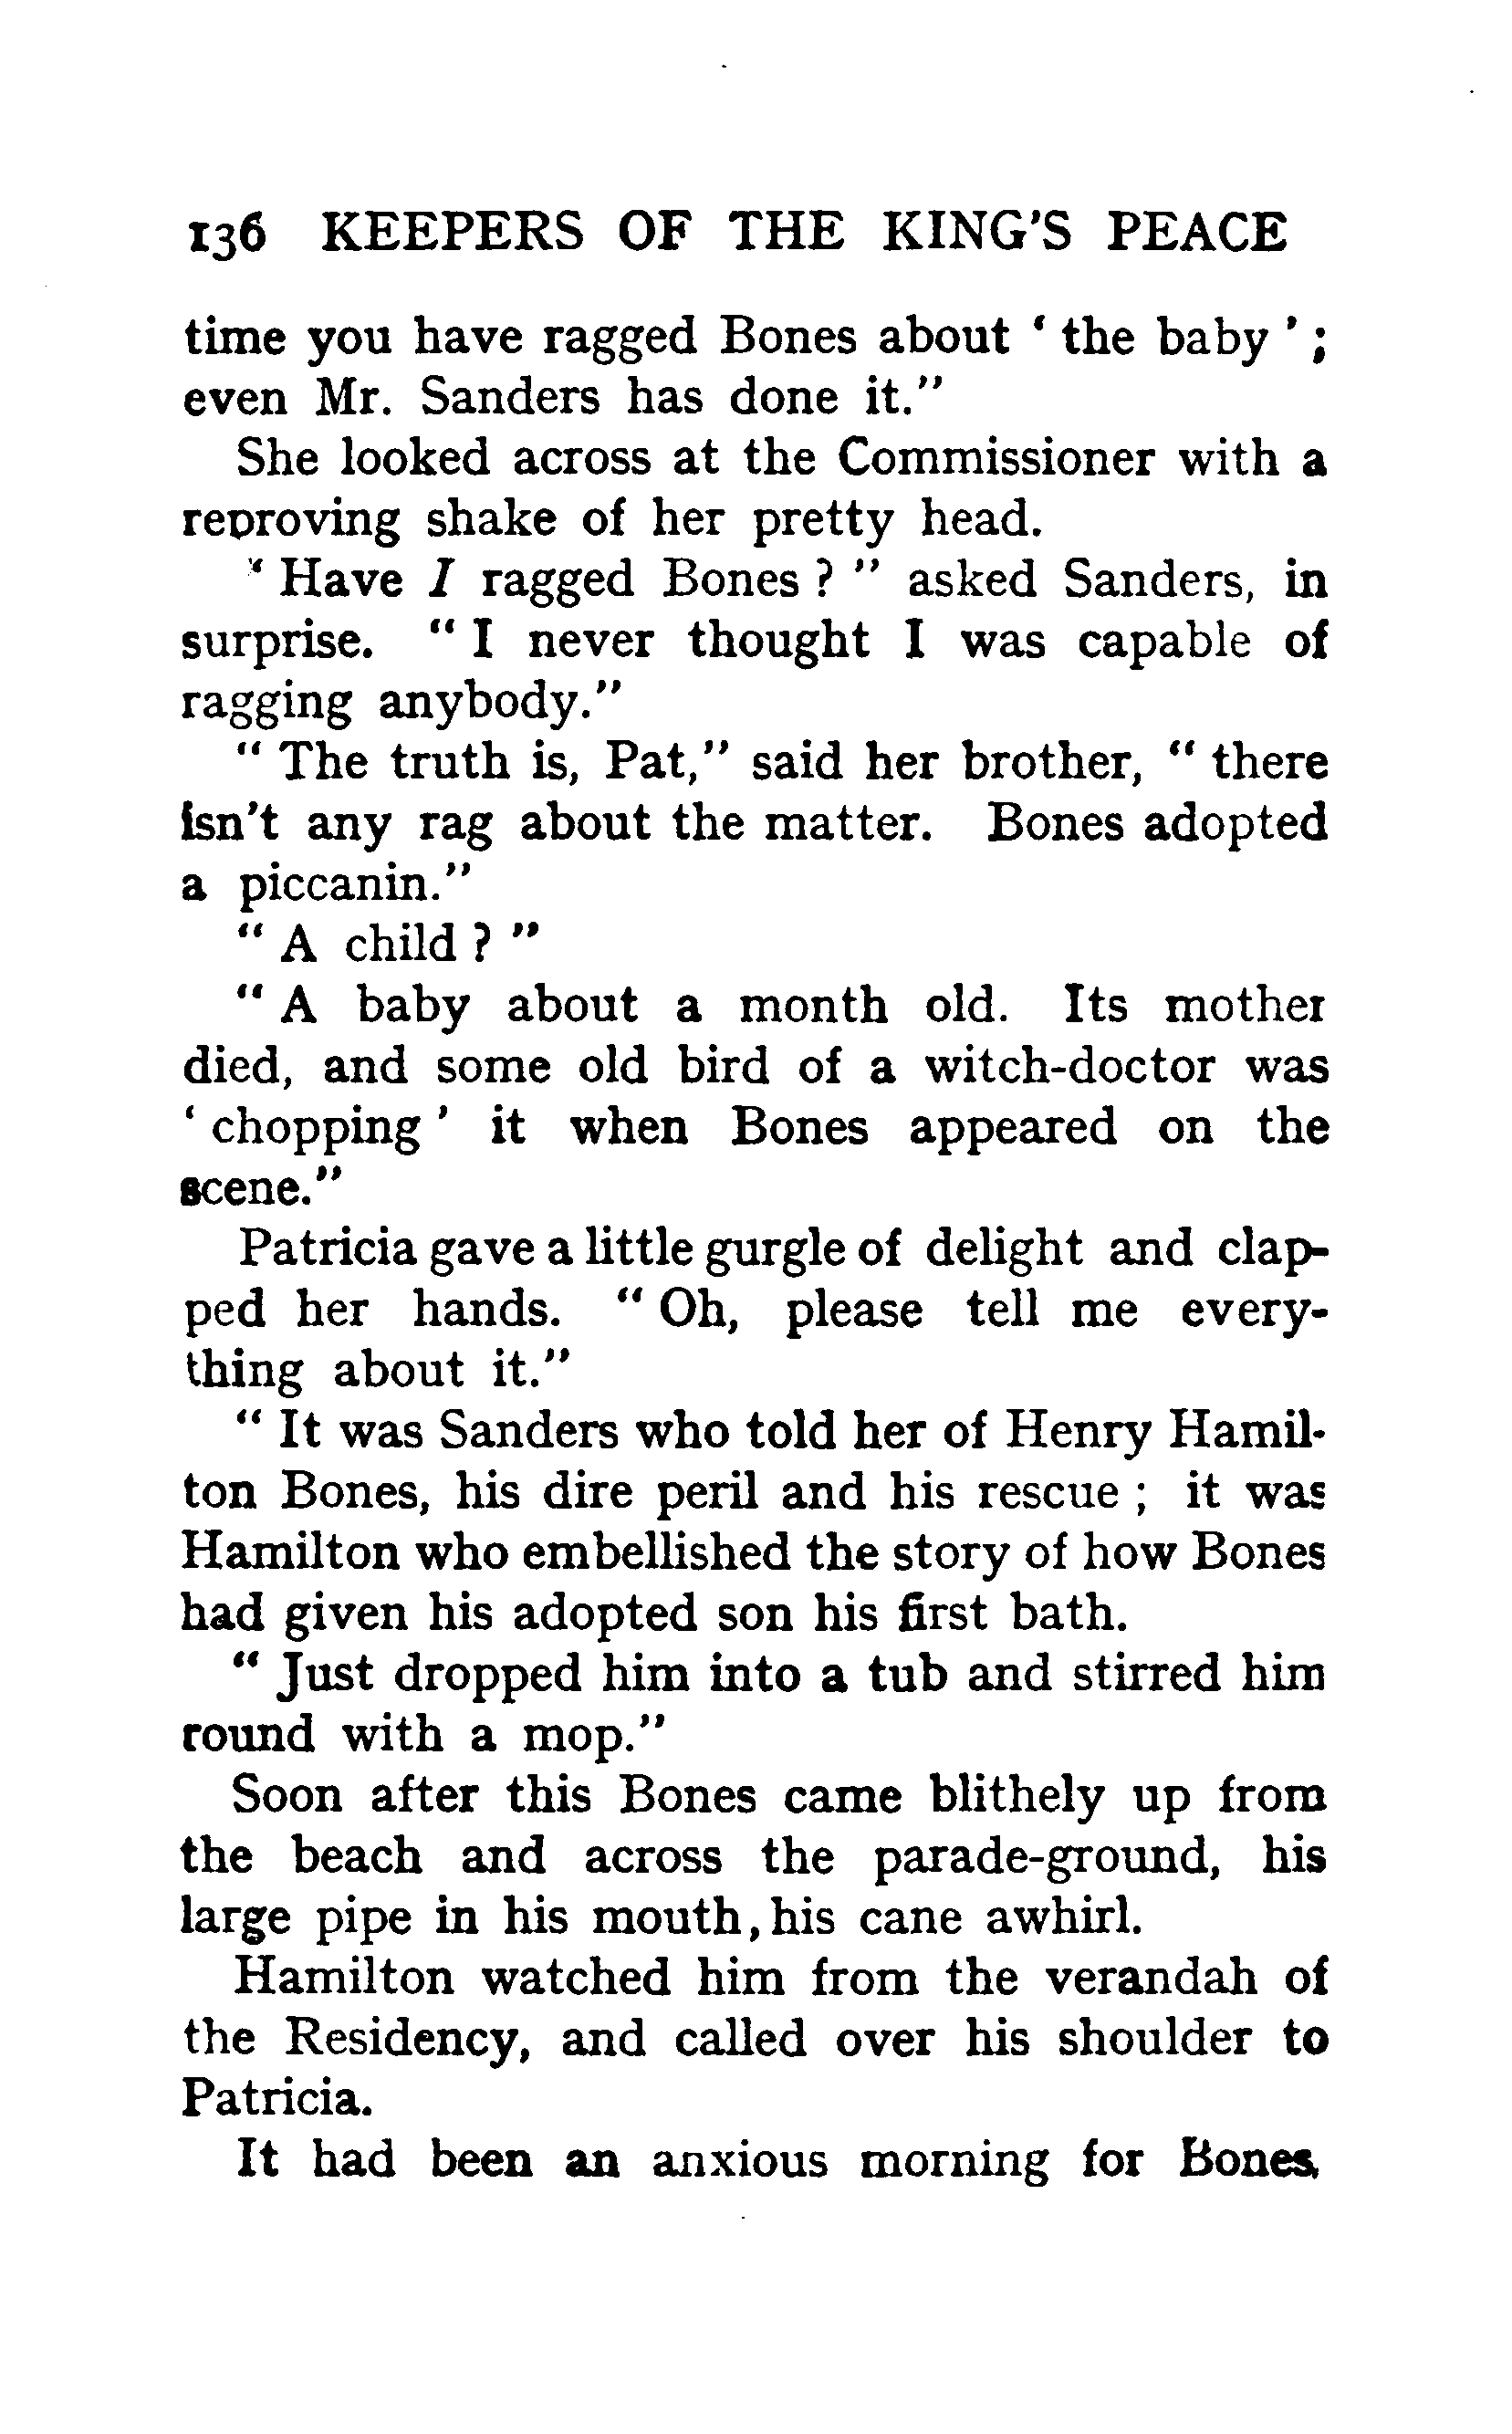 136 KEEPERS OF THE KING'S PEACE
time you have ragged Bones about ‘ the baby ’ ;
even Mr. Sanders has done it.”
She looked across at the Commissioner with a
reproving shake of her pretty head.
“ Have I ragged Bones ? ” asked Sanders, in
surprise. “ I never thought I was capable of
ragging anybody.”
“ The truth is, Pat,” said her brother, “ there
isn't any rag about the matter. Bones adopted
a piccanin.”
“ A child ? ”
“ A baby about a month old. Its mother
died, and some old bird of a witch-doctor was
‘ chopping ’ it when Bones appeared on the
scene.”
Patricia gave a little gurgle of delight and clap-
ped her hands. “ Oh, please tell me every-
thing about it.”
“ It was Sanders who told her of Henry Hamil-
ton Bones, his dire peril and his rescue ; it was
Hamilton who embellished the story of how Bones
had given his adopted son his first bath.
“ Just dropped him into a tub and stirred him
round with a mop.”
Soon after this Bones came blithely up from
the beach and across the parade-ground, his
large pipe in his mouth, his cane awhirl.
Hamilton watched him from the verandah of
the Residency, and called over his shoulder to
Patricia.
It had been an anxious morning for Bones,